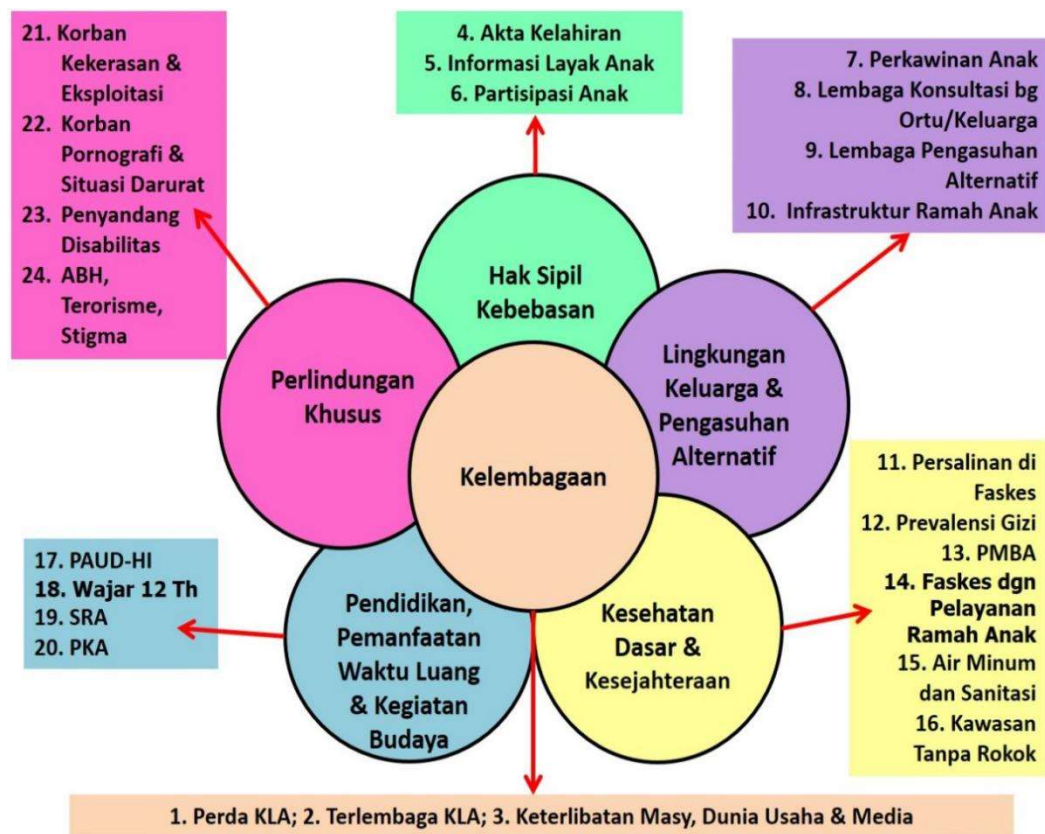 21. Korban
Kekerasan &
Eksploitasi
22. Korban
Pornografi &
Situasi Darurat
23. Penyandang
Disabilitas
24. ABH,
Terorisme,
Stigma
4. Akta Kelahiran
5. Informasi Layak Anak
6. Partisipasi Anak
7. Perkawinan Anak
8. Lembaga Konsultasi bg
Ortu/Keluarga
9. Lembaga Pengasuhan
Alternatif
10. Infrastruktur Ramah Anak
Hak Sipil
Kebebasan
Perlindungan
Khusus
Lingkungan
Keluarga &
Pengasuhan
Alternatif
Kelembagaan
11. Persalinan di
Faskes
12. Prevalensi Gizi
13. PMBA
14. Faskes dgn
Pelayanan
Ramah Anak
15. Air Minum
dan Sanitasi
16. Kawasan
Tanpa Rokok
17. PAUD-HI
18. Wajar 12 Th
19. SRA
20. PKA
Pendidikan,
Pemanfaatan
Waktu Luang
& Kegiatan
Budaya
Kesehatan
Dasar &
Kesejahteraan
1. Perda KLA; 2. Terlembaga KLA; 3. Keterlibatan Masy, Dunia Usaha & Media